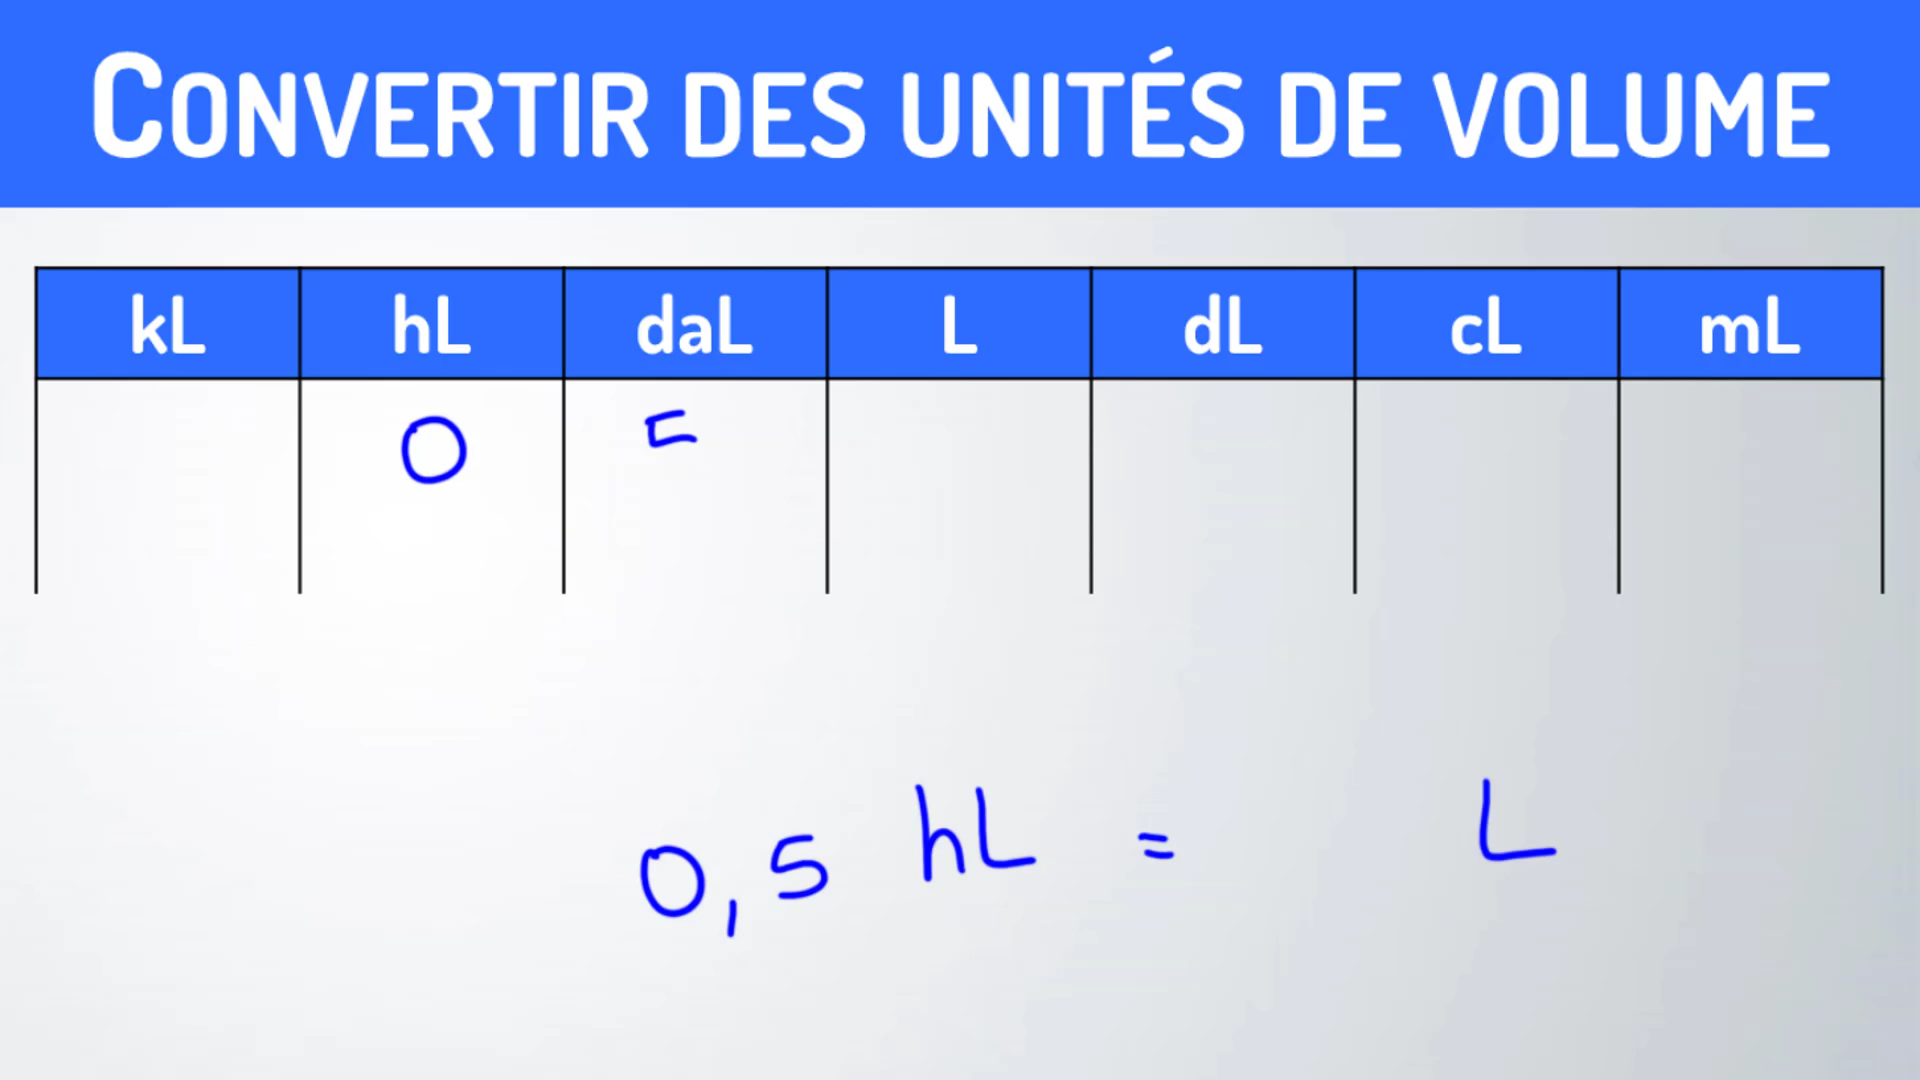 CONVERTIR DES UNITÉS DE VOLUME
kL hL daL L dL cL mL
0
0,5 hL = L